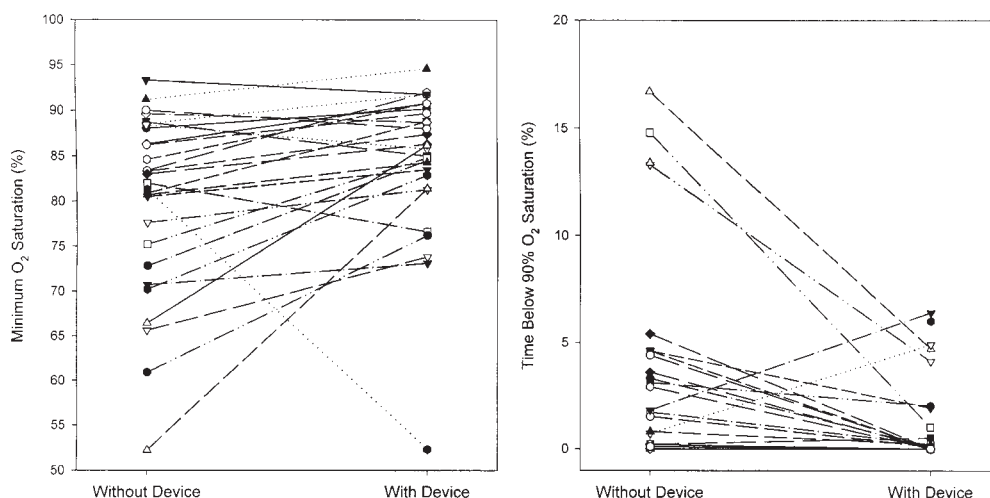 Minimum O2 Saturation (%)
100
95
90
85
80
75
70
65
60
55
50
Without Device
With Device
Time Below 90% O2 Saturation (%)
20
15
10
5
0
Without Device
With Device